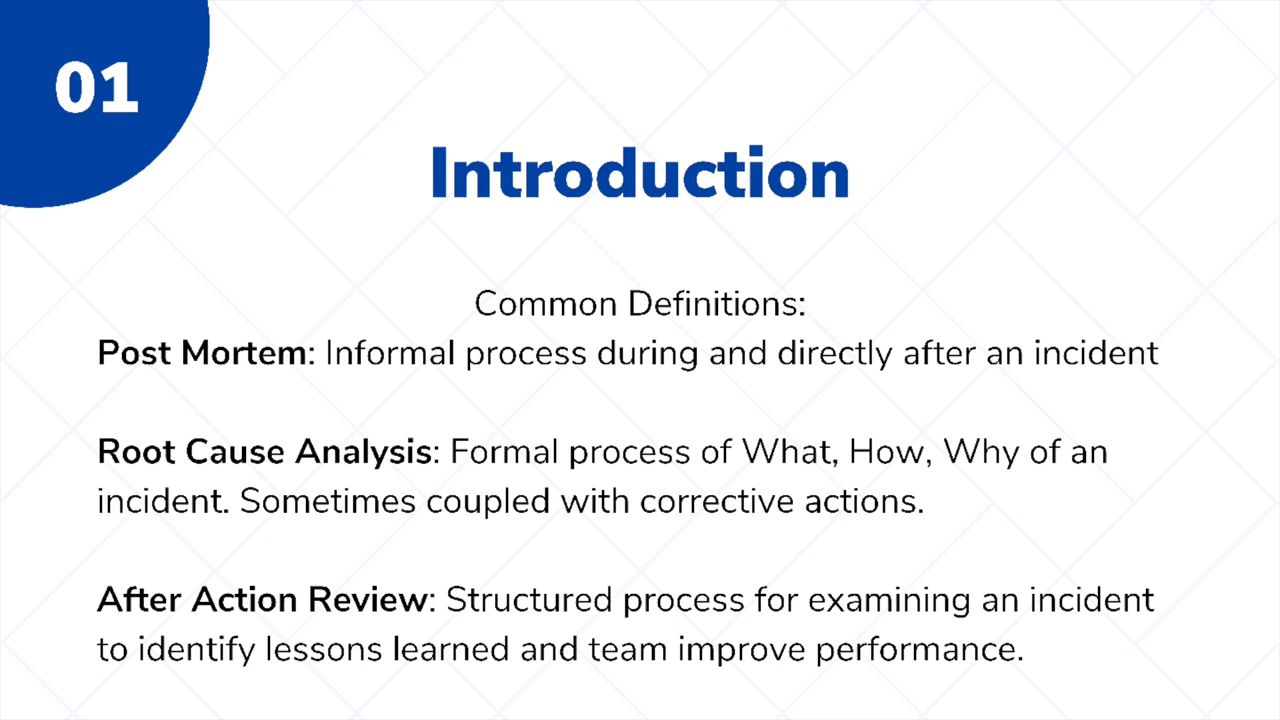 01
Introduction
Common Definitions:
Post Mortem: Informal process during and directly after an incident
Root Cause Analysis: Formal process of What, How, Why of an
incident. Sometimes coupled with corrective actions.
After Action Review: Structured process for examining an incident
to identify lessons learned and team improve performance.